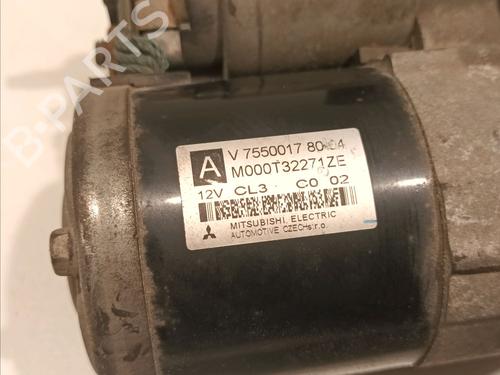 A
V 7550017 80-04
M000T32271ZE
12V CL3 C0 02
MITSUBISHI ELECTRIC
AUTOMOTIVE CZECH s.r.o.
B-PARTS